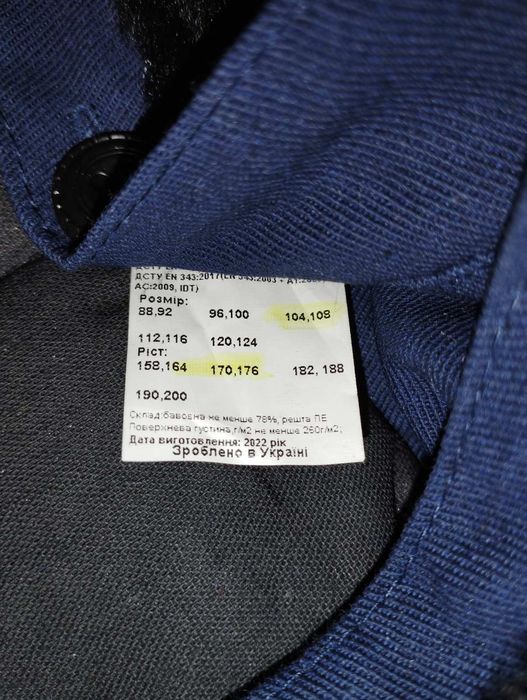 ДСТУ EN 343:2017(EN 343:2003 + A1:
AC:2009, IDT)
Розмір:
88,92 96,100 104,108
112,116 120,124
Ріст:
158,164 170,176 182, 188
190,200
Склад:бавовна не менше 78%, решта ПЕ
Поверхнева густина,г/м2 не менше 260г/м2;
Дата виготовлення: 2022 рік
Зроблено в Україні